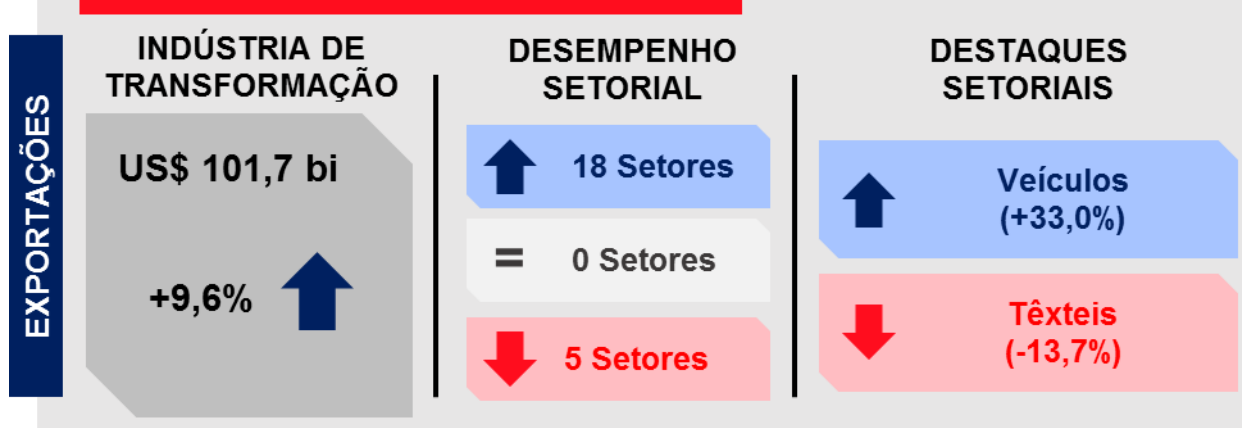 EXPORTAÇÕES
INDÚSTRIA DE
TRANSFORMAÇÃO
US$ 101,7 bi
+9,6%
DESEMPENHO
SETORIAL
18 Setores
= 0 Setores
5 Setores
DESTAQUES
SETORIAIS
Veículos
(+33,0%)
Têxteis
(-13,7%)